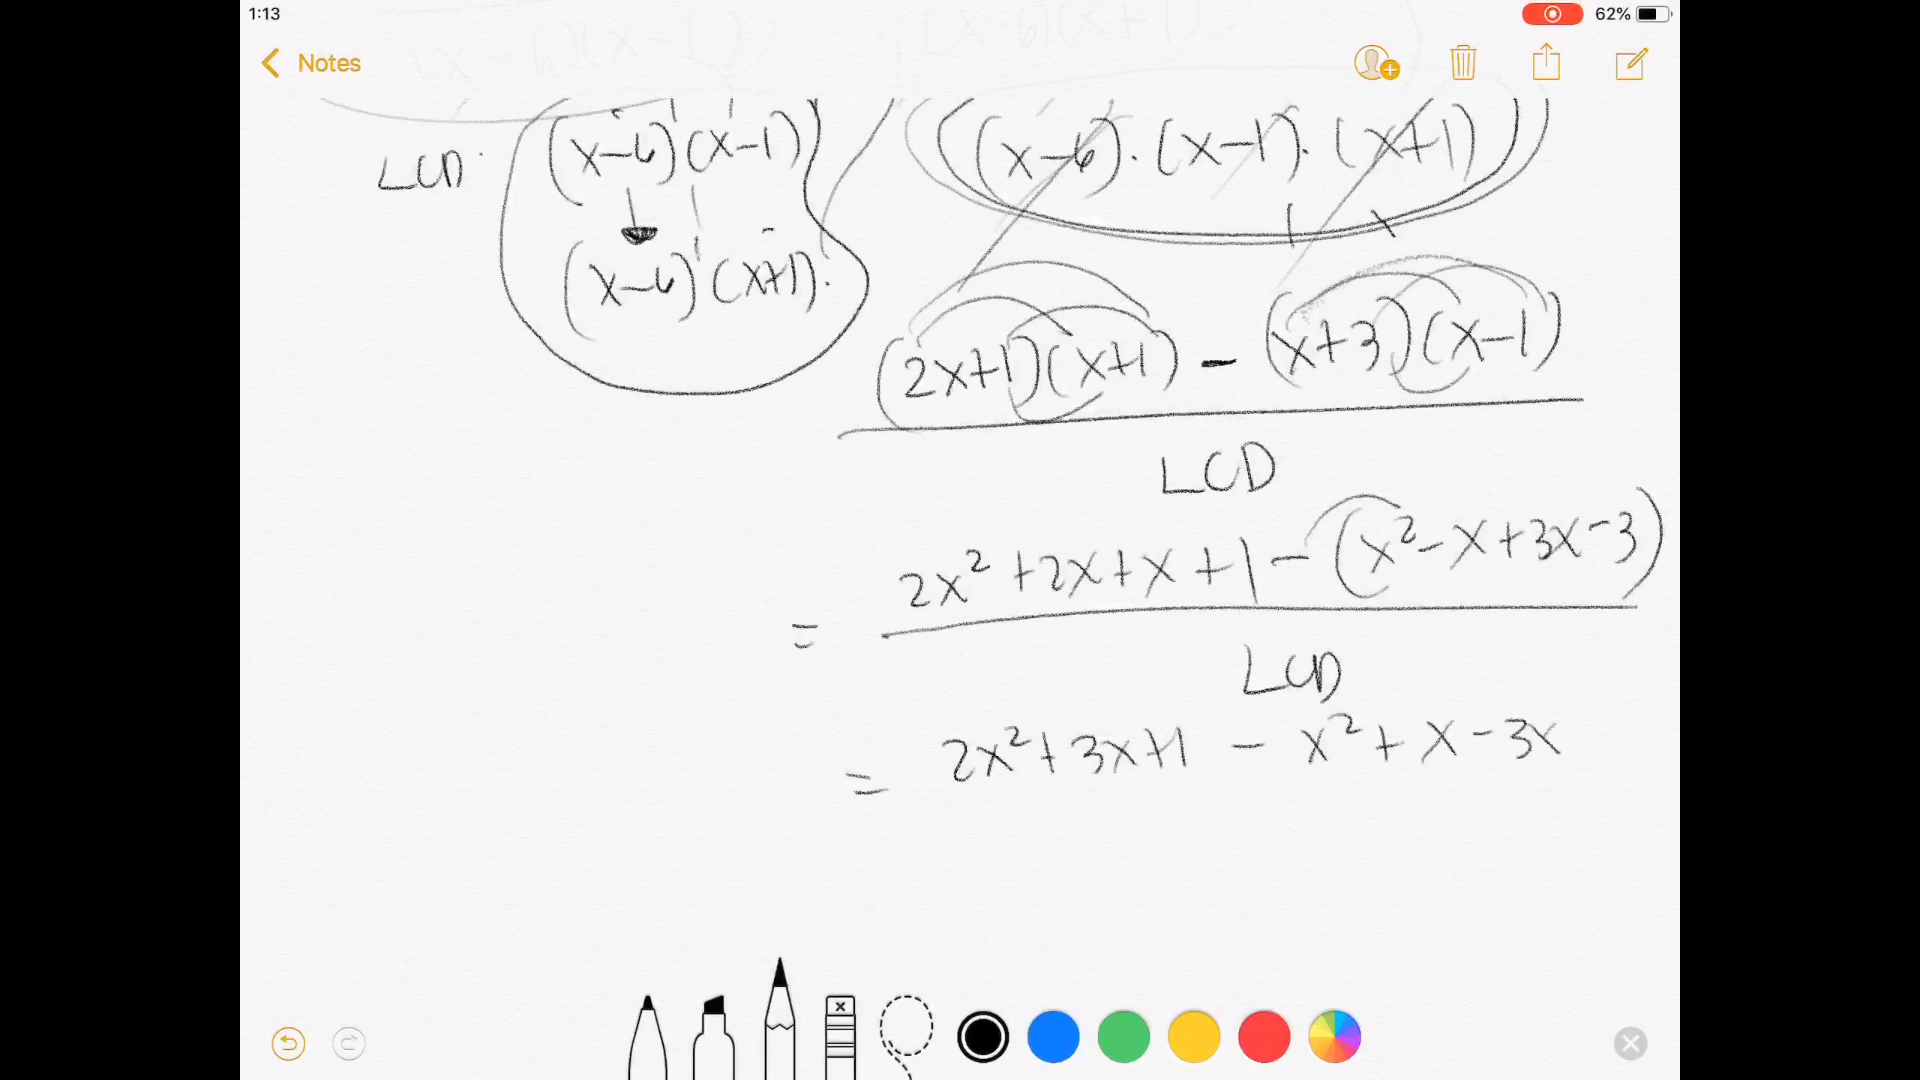 1:13
62%
Notes
LCD
(x-6)(x-1)
(x-6)(x+1).
(x-6).(x-1).(x+1)
(2x+1)(x+1) - (x+3)(x-1)
LCD
= 2x² +2x+x+1 - (x²-x+3x-3)
LCD
= 2x²+3x+1 - x²+x-3x